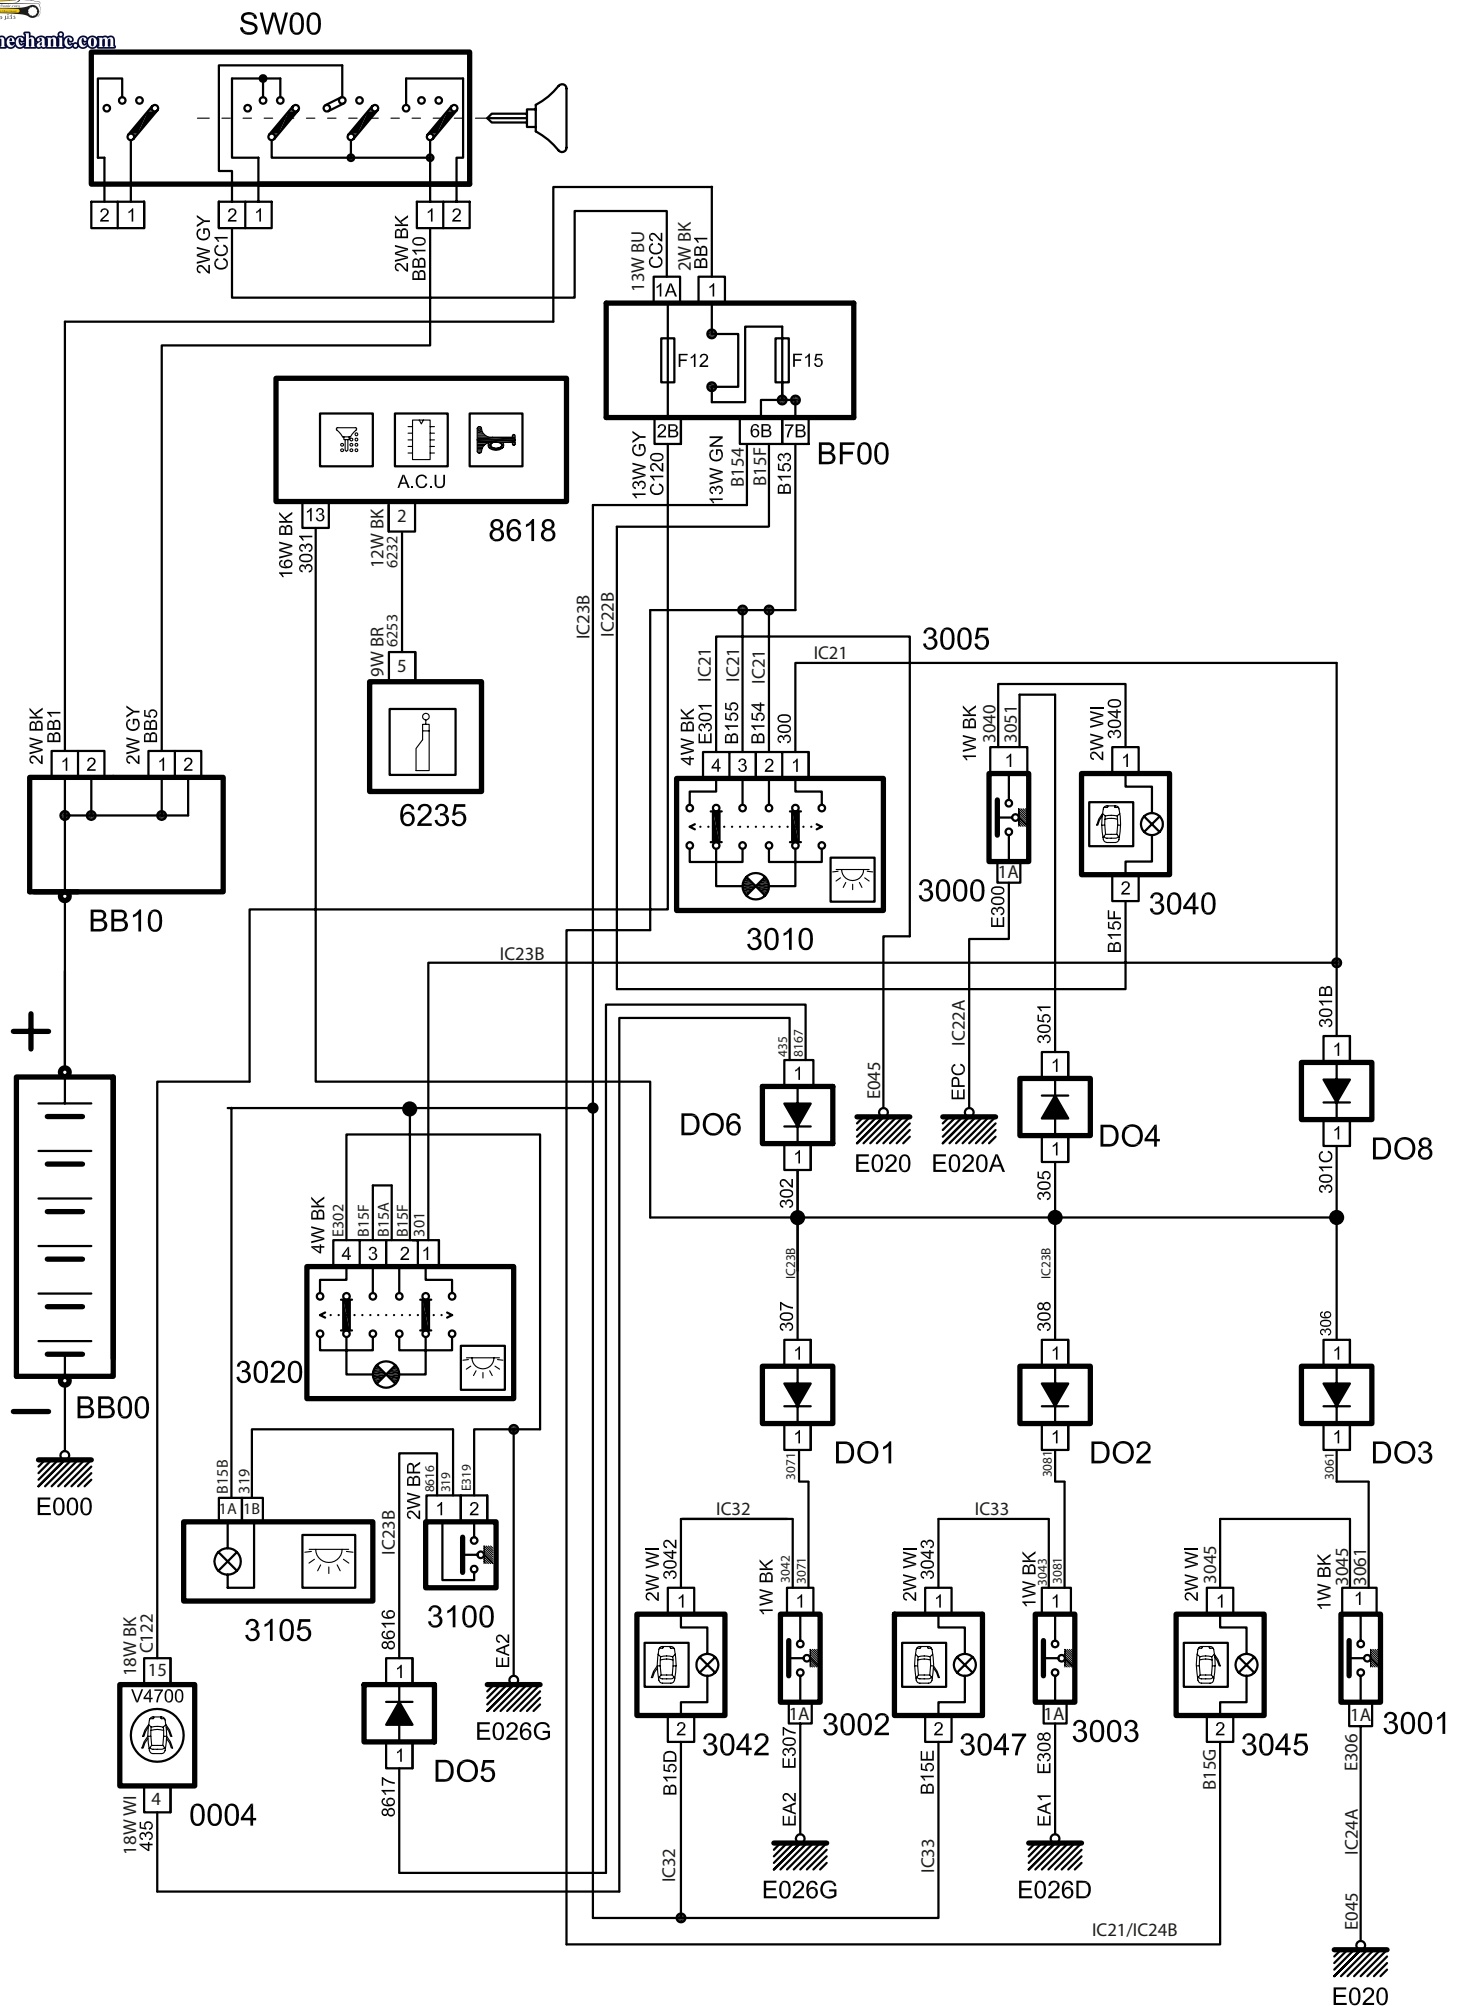 SW00
mechanic.com
2 1
2 1
1 2
2W GY
CC1
2W BK
BB10
13W BU
CC2
2W BK
BB1
1A
1
F12
F15
2B
6B
7B
BF00
13W GY
C120
13W GN
B154
B15F
B153
A.C.U
8618
13
2
16W BK
3031
12W BK
6232
9W BR
6253
5
6235
IC23B
IC22B
2W BK
BB1
2W GY
BB5
1 2
1 2
BB10
3005
IC21
IC21
IC21
IC21
4W BK
E301
B155
B154
300
4 3 2 1
3010
1W BK
3040
3051
2W WI
3040
1
1
1A
2
3000
3040
E300
B15F
IC23B
EPC
IC22A
E045
3051
301B
435
8167
1
1
1
DO6
E020
E020A
DO4
DO8
1
1
1
302
305
301C
+
–
BB00
E000
4W BK
E302
B15F
B15A
B15F
301
4 3 2 1
3020
IC23B
IC23B
307
308
306
1
1
1
DO1
DO2
DO3
1
1
1
3071
3081
3061
B15B
319
1A
1B
3105
2W BR
8616
319
E319
1 2
3100
IC23B
8616
1
DO5
1
8617
EA2
E026G
18W BK
C122
15
V4700
4
0004
18W WI
435
IC32
IC33
2W WI
3042
1W BK
3042
3071
2W WI
3043
1W BK
3043
3081
2W WI
3045
1W BK
3045
3061
1
1
1
1
1
1
2
1A
2
1A
2
1A
3042
3002
3047
3003
3045
3001
B15D
E307
B15E
E308
B15G
E306
IC32
EA2
IC33
EA1
IC24A
E026G
E026D
IC21/IC24B
E045
E020